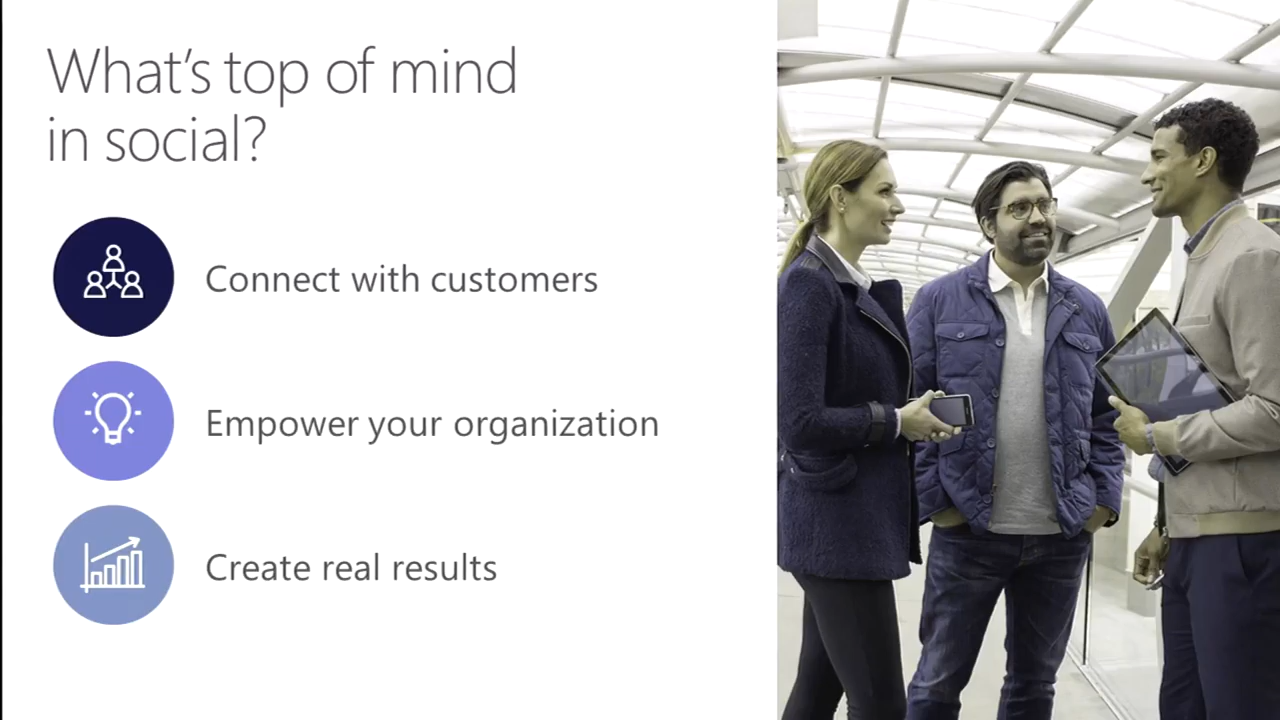 What's top of mind
in social?
Connect with customers
Empower your organization
Create real results